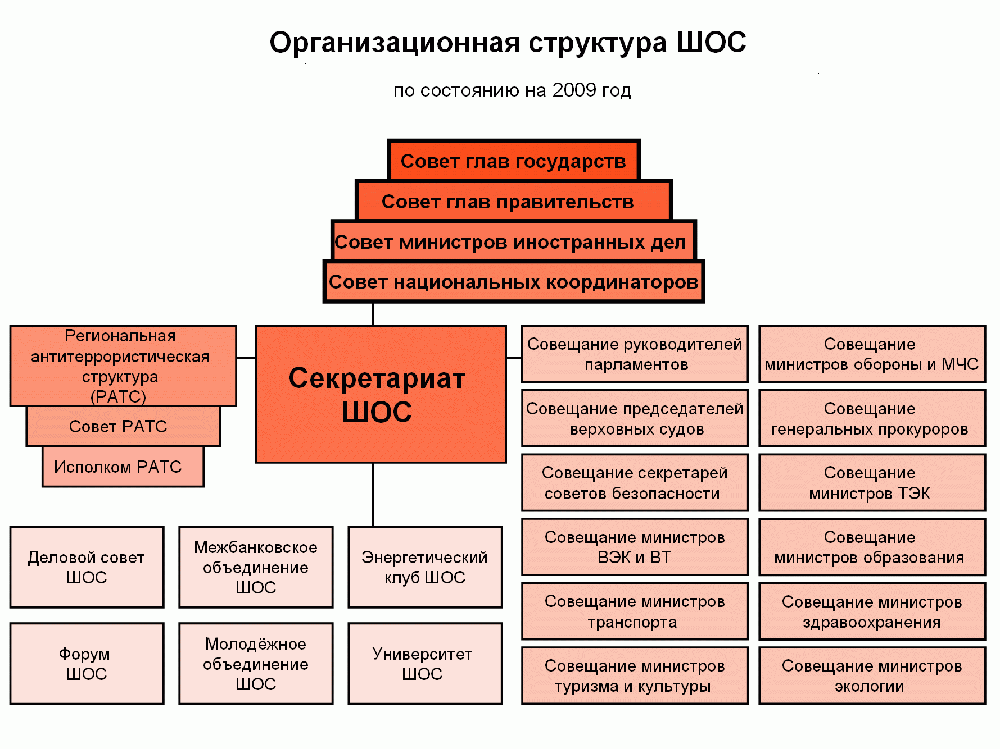 Организационная структура ШОС
по состоянию на 2009 год
Совет глав государств
Совет глав правительств
Совет министров иностранных дел
Совет национальных координаторов
Региональная
антитеррористическая
структура
(РАТС)
Совет РАТС
Исполком РАТС
Секретариат
ШОС
Совещание руководителей
парламентов
Совещание
министров обороны и МЧС
Совещание председателей
верховных судов
Совещание
генеральных прокуроров
Совещание секретарей
советов безопасности
Совещание
министров ТЭК
Совещание министров
ВЭК и ВТ
Совещание
министров образования
Совещание министров
транспорта
Совещание министров
здравоохранения
Совещание министров
туризма и культуры
Совещание министров
экологии
Деловой совет
ШОС
Межбанковское
объединение
ШОС
Энергетический
клуб ШОС
Форум
ШОС
Молодёжное
объединение
ШОС
Университет
ШОС